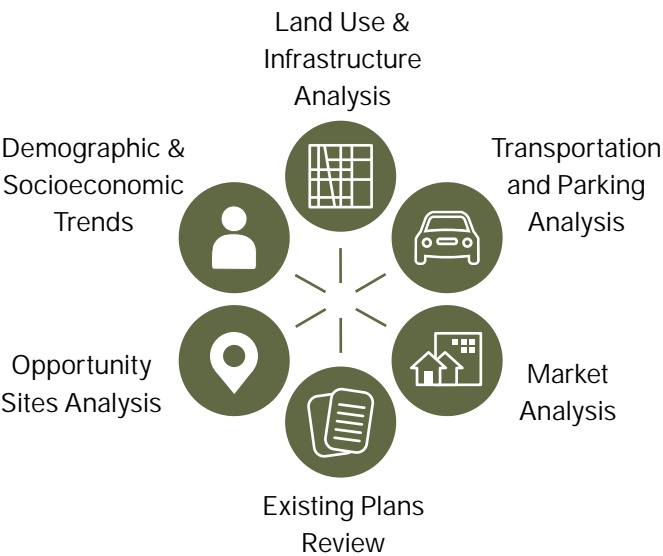 Land Use &
Infrastructure
Analysis
Demographic &
Socioeconomic
Trends
Transportation
and Parking
Analysis
Opportunity
Sites Analysis
Market
Analysis
Existing Plans
Review